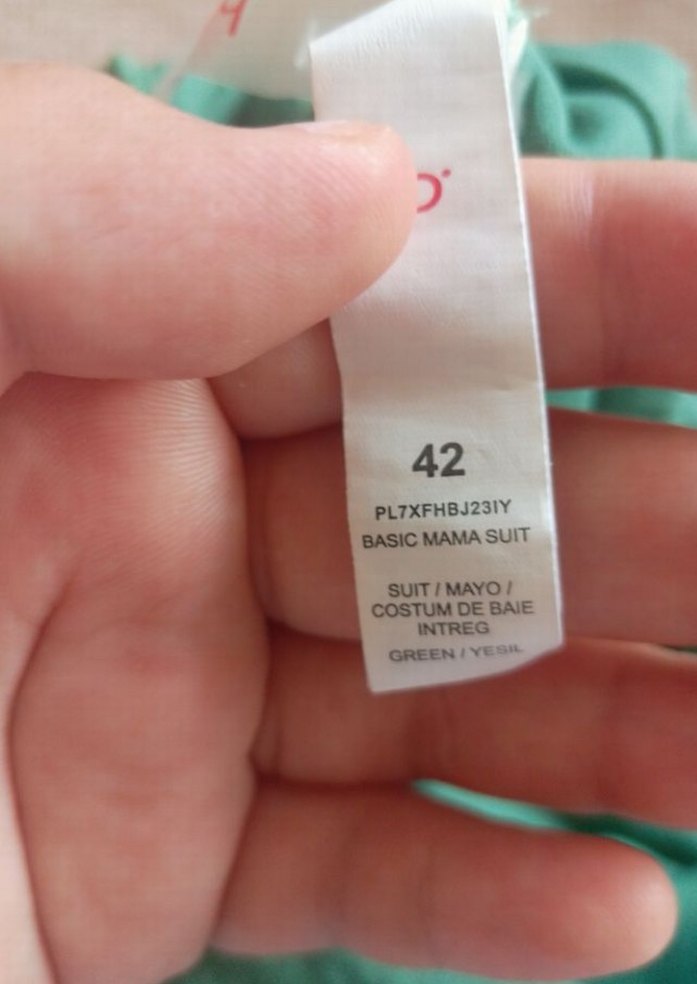 42
PL7XFHBJ23IY
BASIC MAMA SUIT
SUIT / MAYO /
COSTUM DE BAIE
INTREG
GREEN / YESIL